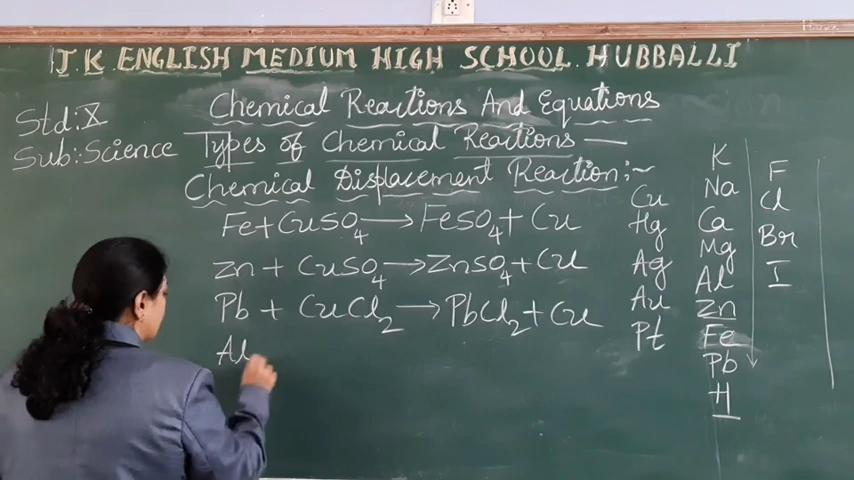 J.K. ENGLISH MEDIUM HIGH SCHOOL. HUBBALLI
Std:X
Sub:Science
Chemical Reactions And Equations
Types of Chemical Reactions —
Chemical Displacement Reaction:~
Fe + CuSO₄ → FeSO₄ + Cu
Zn + CuSO₄ → ZnSO₄ + Cu
Pb + CuCl₂ → PbCl₂ + Cu
Al
Cu
Hg
Ag
Au
Pt
K
Na
Ca
Mg
Al
Zn
Fe
Pb
H
F
Cl
Br
I